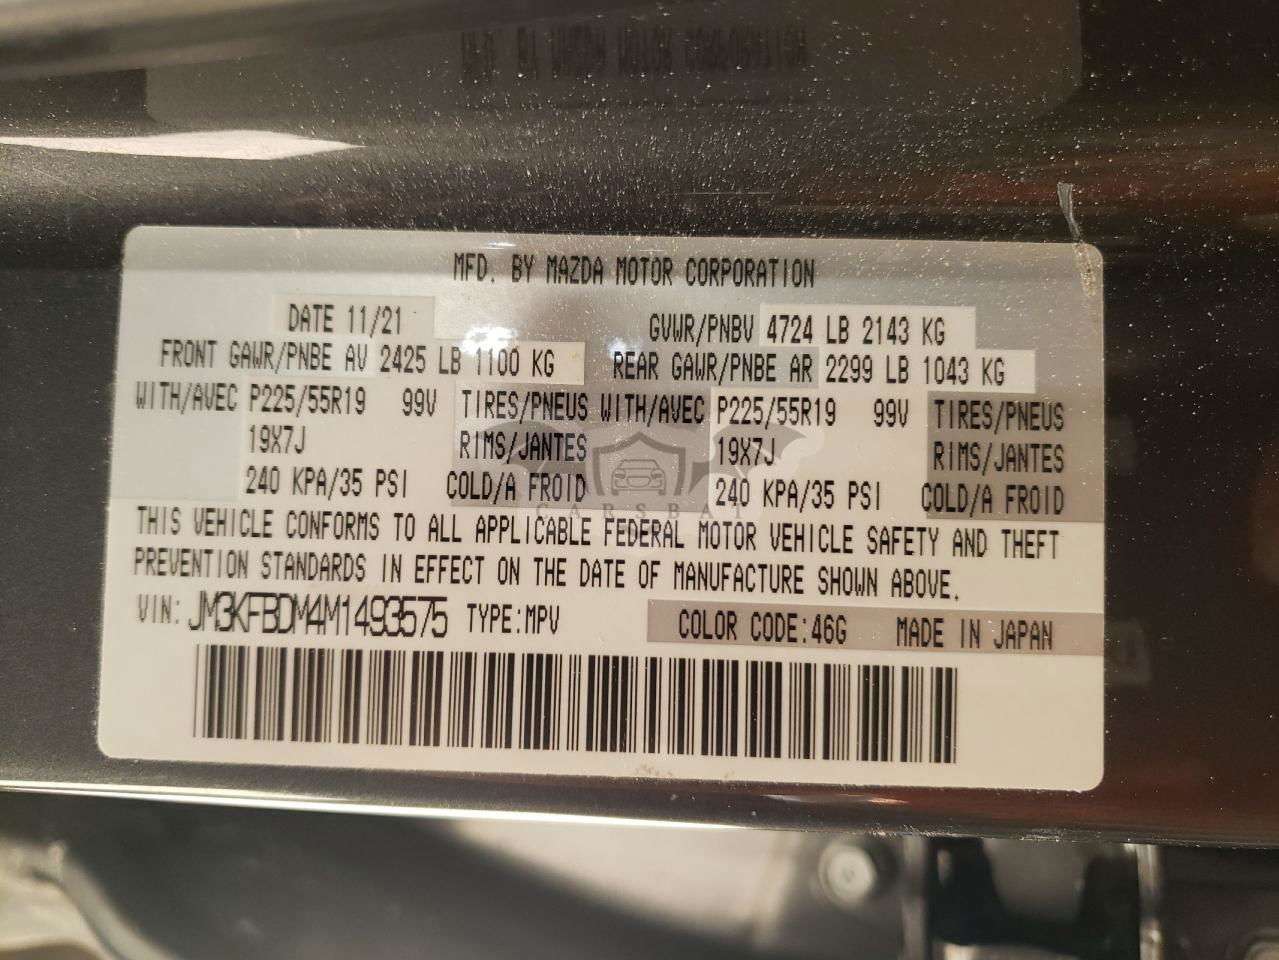 MFD. BY MAZDA MOTOR CORPORATION
DATE 11/21 GVWR/PNBV 4724 LB 2143 KG
FRONT GAWR/PNBE AV 2425 LB 1100 KG REAR GAWR/PNBE AR 2299 LB 1043 KG
WITH/AVEC P225/55R19 99V TIRES/PNEUS WITH/AVEC P225/55R19 99V TIRES/PNEUS
19X7J RIMS/JANTES 19X7J RIMS/JANTES
240 KPA/35 PSI COLD/A FROID 240 KPA/35 PSI COLD/A FROID
CARSBAT
THIS VEHICLE CONFORMS TO ALL APPLICABLE FEDERAL MOTOR VEHICLE SAFETY AND THEFT
PREVENTION STANDARDS IN EFFECT ON THE DATE OF MANUFACTURE SHOWN ABOVE.
VIN: JM3KFBDM4M1493575 TYPE:MPV COLOR CODE:46G MADE IN JAPAN